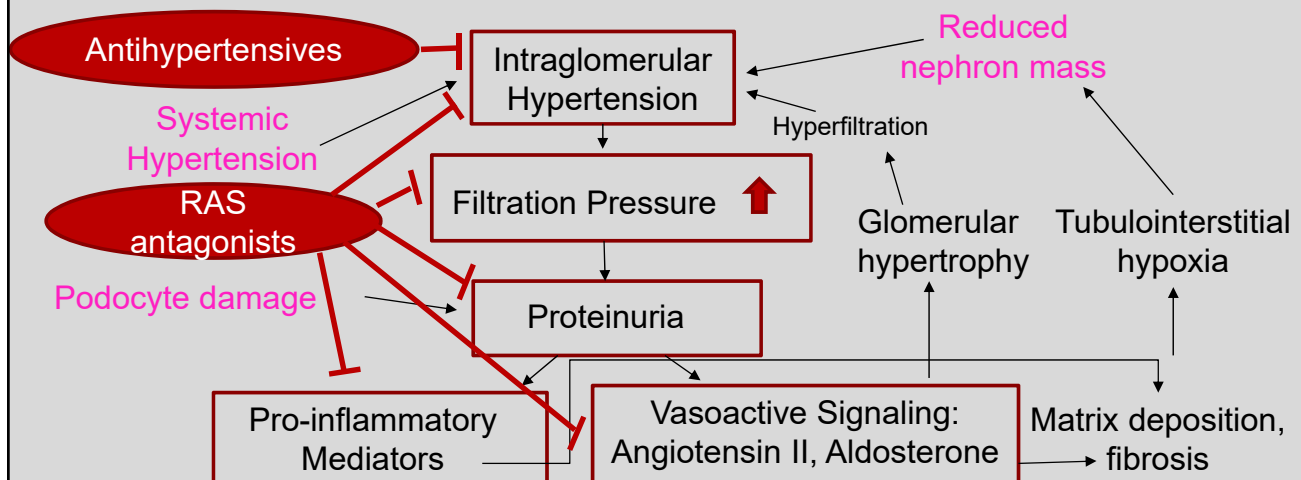 Antihypertensives
Intraglomerular
Hypertension
Reduced
nephron mass
Systemic
Hypertension
Hyperfiltration
RAS
antagonists
Filtration Pressure
Glomerular
hypertrophy
Tubulointerstitial
hypoxia
Podocyte damage
Proteinuria
Pro-inflammatory
Mediators
Vasoactive Signaling:
Angiotensin II, Aldosterone
Matrix deposition,
fibrosis